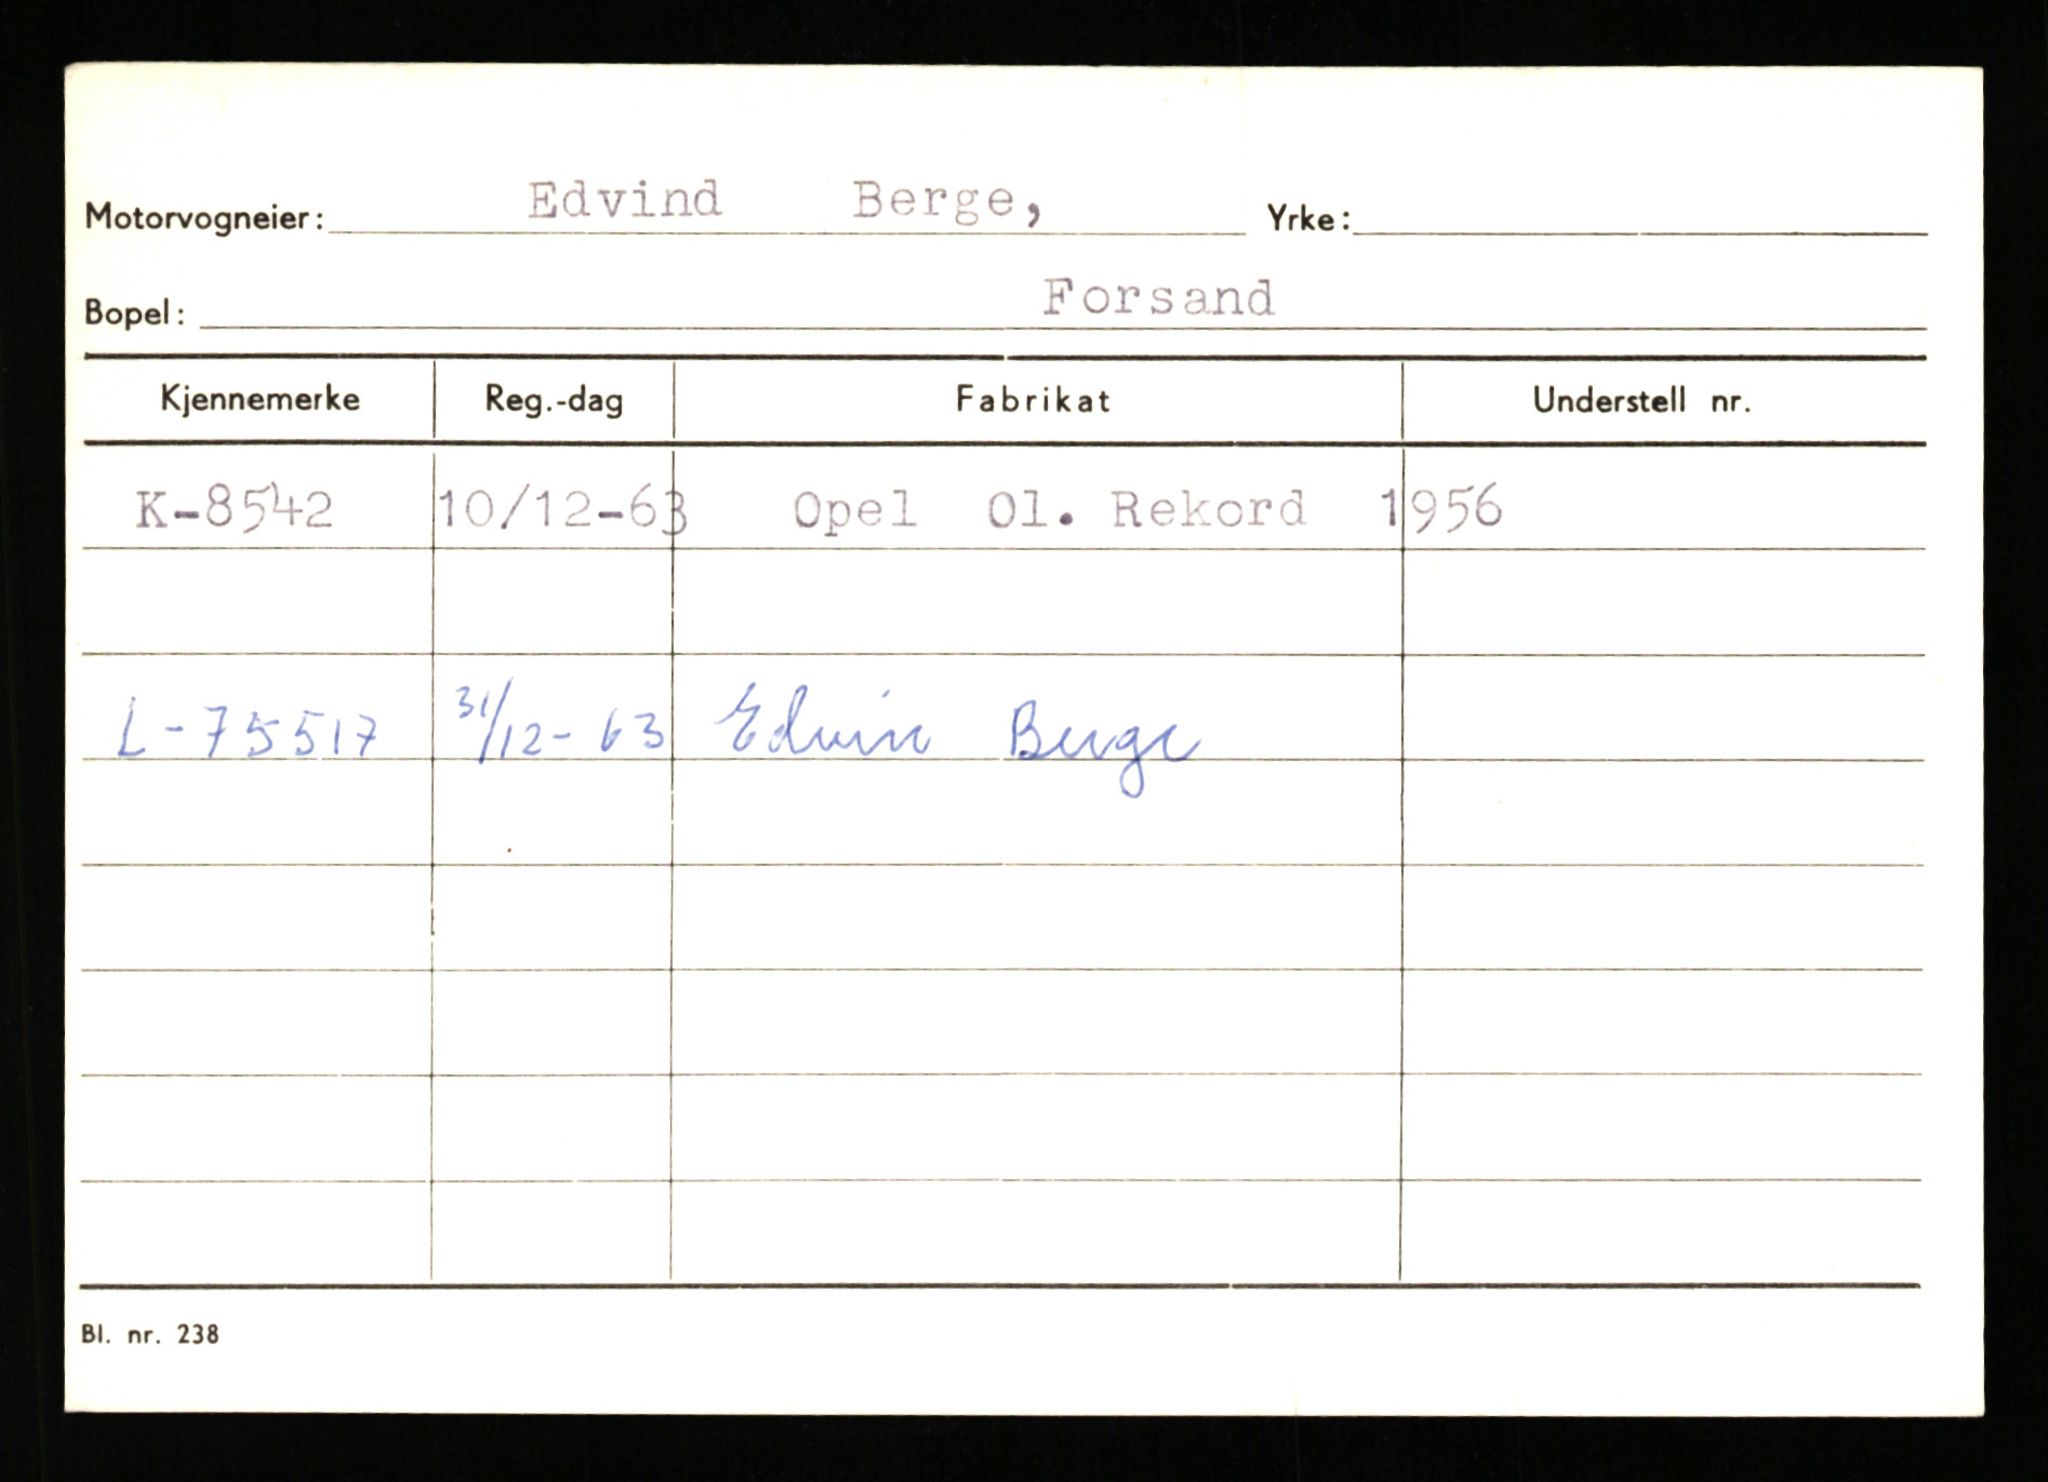 Motorvogneier: Edvind Berge, Yrke:
Bopel: Forsand
Kjennemerke Reg.-dag Fabrikat Understell nr.
K-8542 10/12-63 Opel Ol. Rekord 1956
L-75517 31/12-63 Edwin Berge
Bl. nr. 238